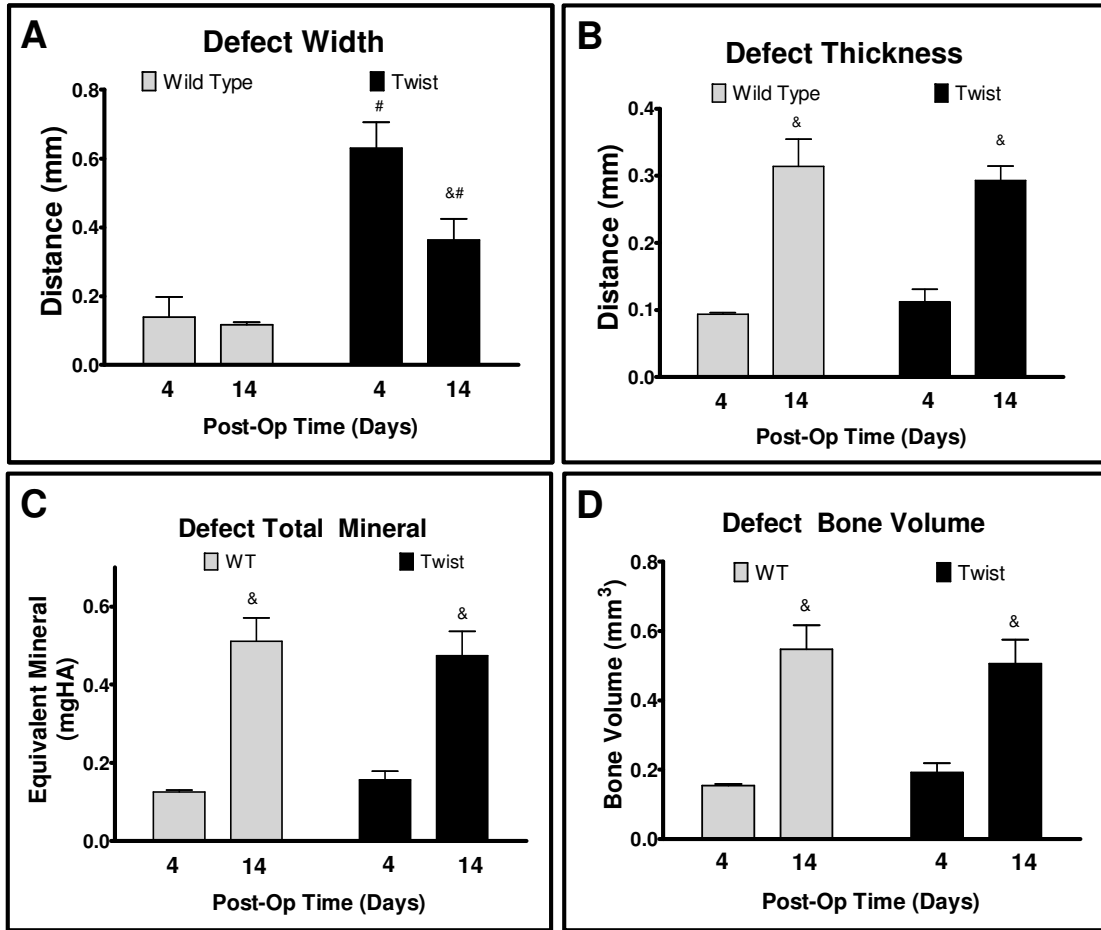 A
Defect Width
Wild Type Twist
0.8
0.6
0.4
0.2
0.0
Distance (mm)
#
&#
4 14 4 14
Post-Op Time (Days)
B
Defect Thickness
Wild Type Twist
0.4
0.3
0.2
0.1
0.0
Distance (mm)
&
&
4 14 4 14
Post-Op Time (Days)
C
Defect Total Mineral
WT Twist
0.6
0.4
0.2
0.0
Equivalent Mineral
(mgHA)
&
&
4 14 4 14
Post-Op Time (Days)
D
Defect Bone Volume
WT Twist
0.8
0.6
0.4
0.2
0.0
Bone Volume (mm³)
&
&
4 14 4 14
Post-Op Time (Days)